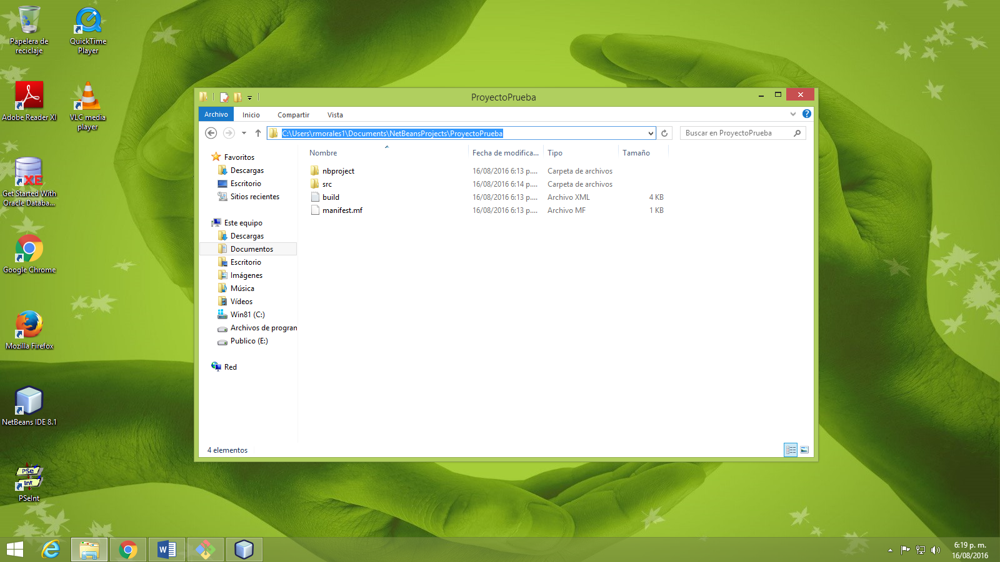 Papelera de
reciclaje
QuickTime
Player
Adobe Reader XI
VLC media
player
XE
Get Started With
Oracle Databa...
Google Chrome
Mozilla Firefox
NetBeans IDE 8.1
PSe
Int
PSeInt
ProyectoPrueba
Archivo
Inicio
Compartir
Vista
C:\Users\rmorales1\Documents\NetBeansProjects\ProyectoPrueba
Buscar en ProyectoPrueba
Favoritos
Descargas
Escritorio
Sitios recientes
Este equipo
Descargas
Documentos
Escritorio
Imágenes
Música
Vídeos
Win81 (C:)
Archivos de progran
Publico (E:)
Red
Nombre Fecha de modifica... Tipo Tamaño
nbproject 16/08/2016 6:13 p.... Carpeta de archivos
src 16/08/2016 6:14 p.... Carpeta de archivos
build 16/08/2016 6:13 p.... Archivo XML 4 KB
manifest.mf 16/08/2016 6:13 p.... Archivo MF 1 KB
4 elementos
6:19 p. m.
16/08/2016